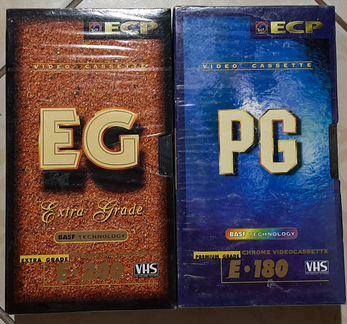 ECP
VIDEO CASSETTE
EG
Extra Grade
BASF TECHNOLOGY
EXTRA GRADE
VHS
ECP
VIDEO CASSETTE
PG
BASF TECHNOLOGY
PREMIUM GRADE CHROME VIDEOCASSETTE
E·180 VHS